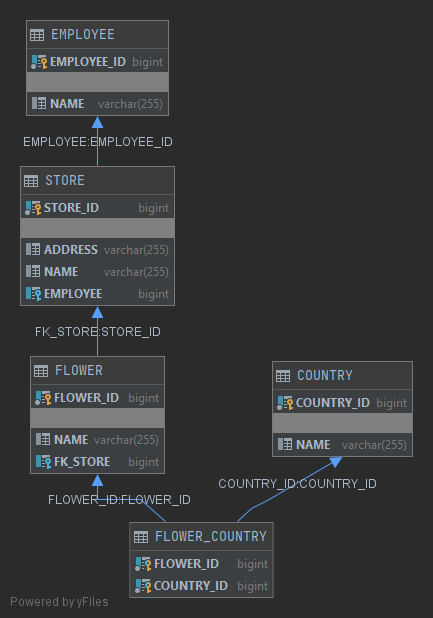 EMPLOYEE
EMPLOYEE_ID bigint
NAME varchar(255)
EMPLOYEE:EMPLOYEE_ID
STORE
STORE_ID bigint
ADDRESS varchar(255)
NAME varchar(255)
EMPLOYEE bigint
FK_STORE:STORE_ID
FLOWER
FLOWER_ID bigint
NAME varchar(255)
FK_STORE bigint
COUNTRY
COUNTRY_ID bigint
NAME varchar(255)
FLOWER_ID:FLOWER_ID
COUNTRY_ID:COUNTRY_ID
FLOWER_COUNTRY
FLOWER_ID bigint
COUNTRY_ID bigint
Powered by yFiles